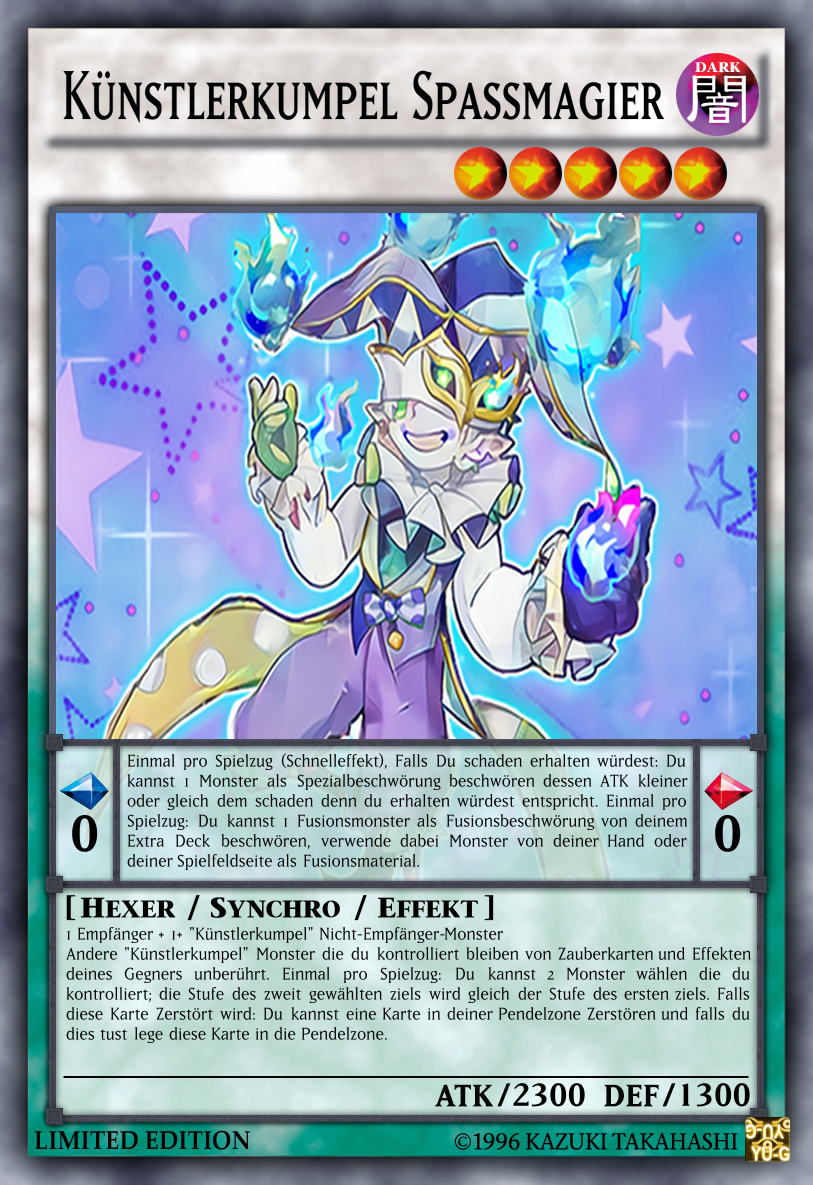 KÜNSTLERKUMPEL SPASSMAGIER
DARK
闇
Einmal pro Spielzug (Schnelleffekt), Falls Du schaden erhalten würdest: Du
kannst 1 Monster als Spezialbeschwörung beschwören dessen ATK kleiner
oder gleich dem schaden denn du erhalten würdest entspricht. Einmal pro
Spielzug: Du kannst 1 Fusionsmonster als Fusionsbeschwörung von deinem
Extra Deck beschwören, verwende dabei Monster von deiner Hand oder
deiner Spielfeldseite als Fusionsmaterial.
0
0
[ HEXER / SYNCHRO / EFFEKT ]
1 Empfänger + 1+ "Künstlerkumpel" Nicht-Empfänger-Monster
Andere "Künstlerkumpel" Monster die du kontrolliert bleiben von Zauberkarten und Effekten
deines Gegners unberührt. Einmal pro Spielzug: Du kannst 2 Monster wählen die du
kontrolliert; die Stufe des zweit gewählten ziels wird gleich der Stufe des ersten ziels. Falls
diese Karte Zerstört wird: Du kannst eine Karte in deiner Pendelzone Zerstören und falls du
dies tust lege diese Karte in die Pendelzone.
ATK/2300 DEF/1300
LIMITED EDITION
©1996 KAZUKI TAKAHASHI